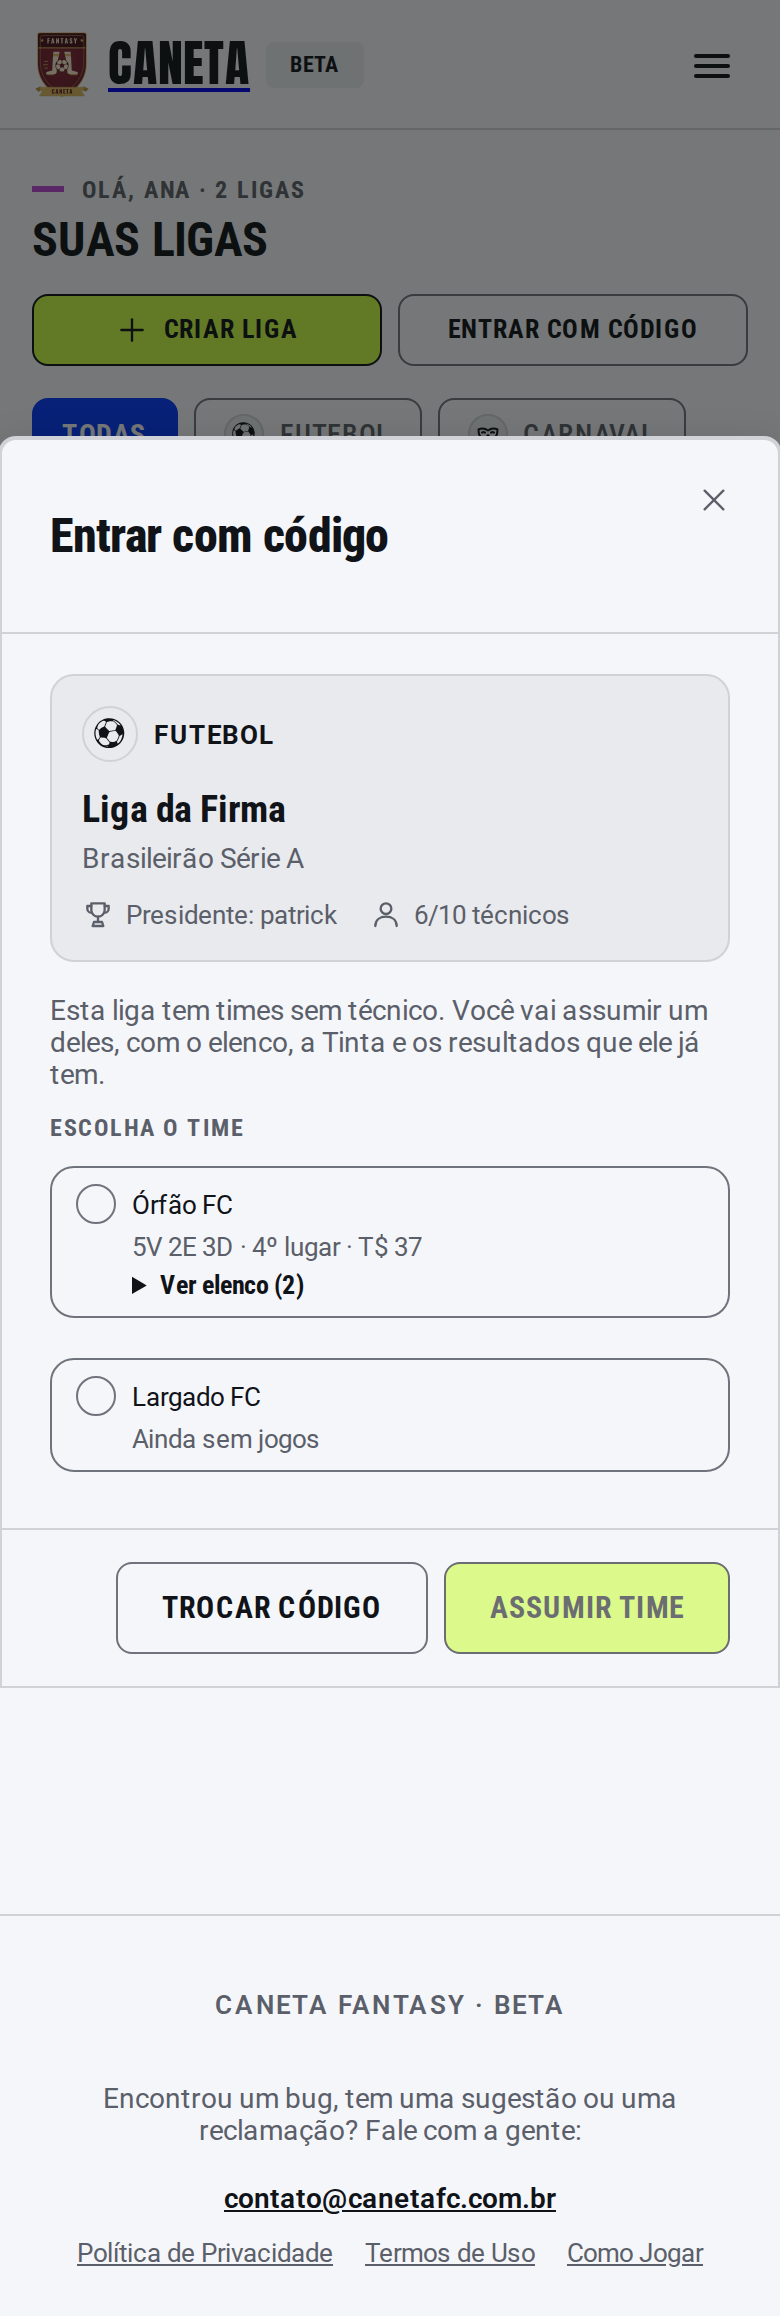 FANTASY
CANETA
CANETA
BETA
OLÁ, ANA · 2 LIGAS
SUAS LIGAS
CRIAR LIGA
ENTRAR COM CÓDIGO
TODAS
FUTEBOL
CARNAVAL
Entrar com código
FUTEBOL
Liga da Firma
Brasileirão Série A
Presidente: patrick
6/10 técnicos
Esta liga tem times sem técnico. Você vai assumir um
deles, com o elenco, a Tinta e os resultados que ele já
tem.
ESCOLHA O TIME
Órfão FC
5V 2E 3D · 4º lugar · T$ 37
Ver elenco (2)
Largado FC
Ainda sem jogos
TROCAR CÓDIGO
ASSUMIR TIME
CANETA FANTASY · BETA
Encontrou um bug, tem uma sugestão ou uma
reclamação? Fale com a gente:
contato@canetafc.com.br
Política de Privacidade
Termos de Uso
Como Jogar